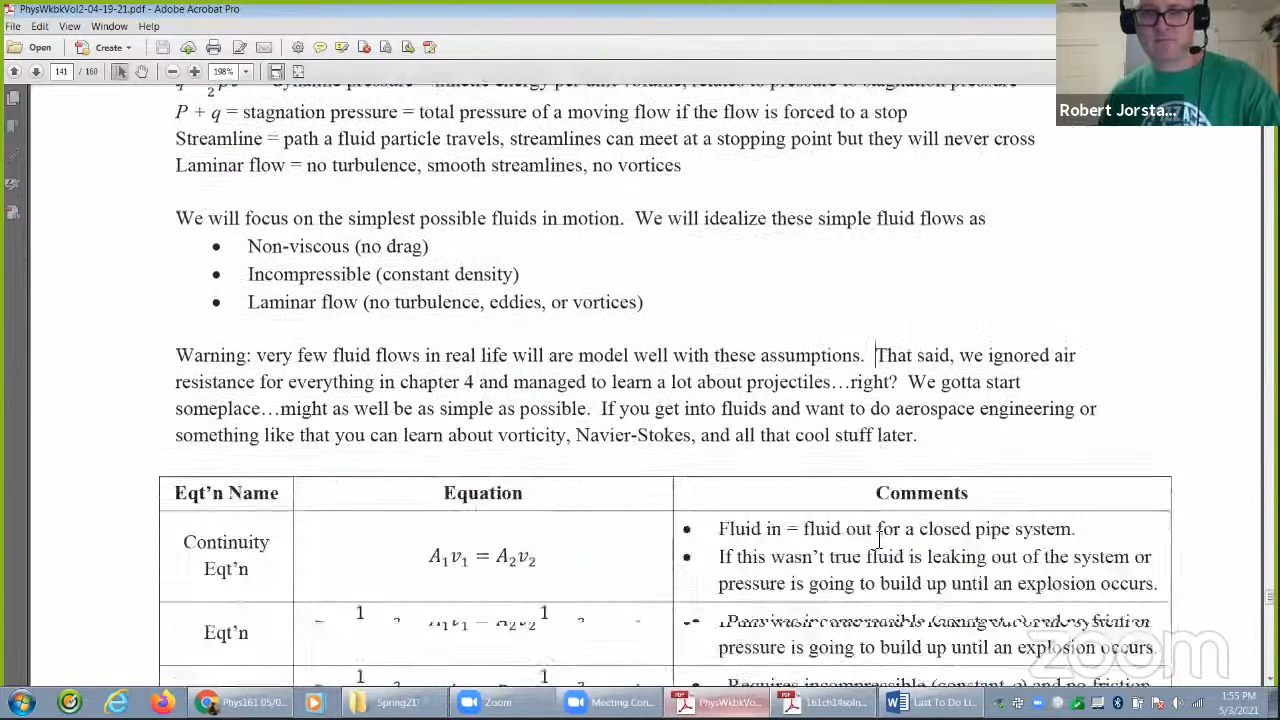 PhysWkbkVol2-04-19-21.pdf - Adobe Acrobat Pro
File Edit View Window Help
Open Create
141 / 160 198%
Robert Jorsta...
P + q = stagnation pressure = total pressure of a moving flow if the flow is forced to a stop
Streamline = path a fluid particle travels, streamlines can meet at a stopping point but they will never cross
Laminar flow = no turbulence, smooth streamlines, no vortices
We will focus on the simplest possible fluids in motion. We will idealize these simple fluid flows as
• Non-viscous (no drag)
• Incompressible (constant density)
• Laminar flow (no turbulence, eddies, or vortices)
Warning: very few fluid flows in real life will are model well with these assumptions. That said, we ignored air
resistance for everything in chapter 4 and managed to learn a lot about projectiles…right? We gotta start
someplace…might as well be as simple as possible. If you get into fluids and want to do aerospace engineering or
something like that you can learn about vorticity, Navier-Stokes, and all that cool stuff later.
Eqt'n Name Equation Comments
Continuity
Eqt'n
A₁v₁ = A₂v₂
• Fluid in = fluid out for a closed pipe system.
• If this wasn't true fluid is leaking out of the system or
pressure is going to build up until an explosion occurs.
1 1
Eqt'n
pressure is going to build up until an explosion occurs.
1 1
zoom
Phys161 05/0... Spring21' Zoom Meeting Con... PhysWkbkVo... 161ch14soln... Last To Do Li...
1:55 PM
5/3/2021